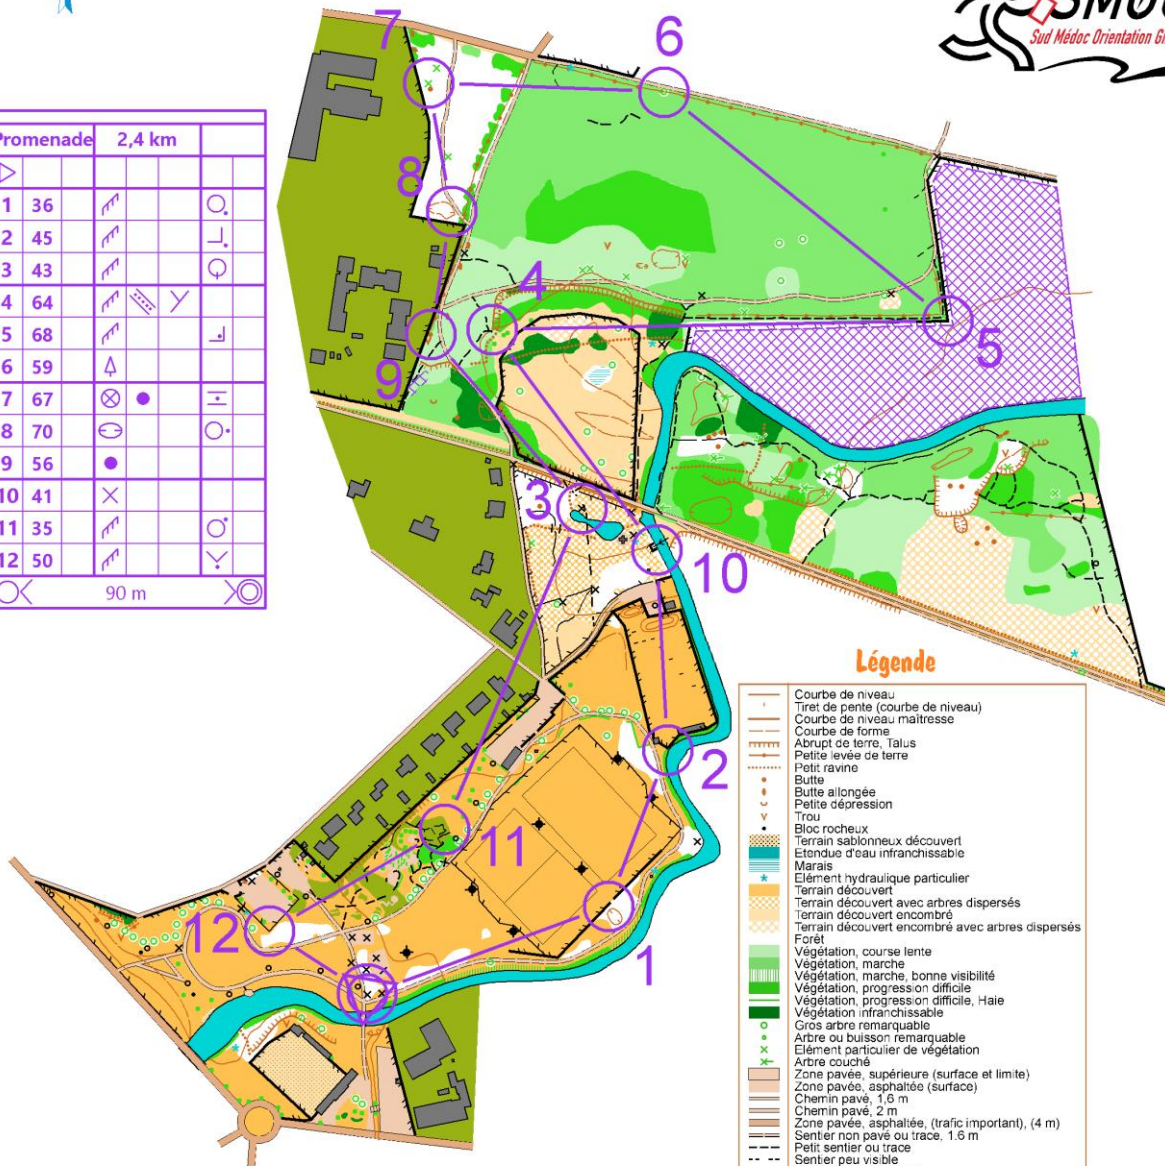 Sud Médoc Orientation G
Promenade 2,4 km
1 36
2 45
3 43
4 64
5 68
6 59
7 67
8 70
9 56
10 41
11 35
12 50
90 m
7
6
8
4
5
9
3
10
2
11
12
1
Légende
Courbe de niveau
Tiret de pente (courbe de niveau)
Courbe de niveau maîtresse
Courbe de forme
Abrupt de terre, Talus
Petite levée de terre
Petit ravine
Butte
Butte allongée
Petite dépression
Trou
Bloc rocheux
Terrain sablonneux découvert
Etendue d'eau infranchissable
Marais
Elément hydraulique particulier
Terrain découvert
Terrain découvert avec arbres dispersés
Terrain découvert encombré
Terrain découvert encombré avec arbres dispersés
Forêt
Végétation, course lente
Végétation, marche
Végétation, marche, bonne visibilité
Végétation, progression difficile
Végétation, progression difficile, Haie
Végétation infranchissable
Gros arbre remarquable
Arbre ou buisson remarquable
Elément particulier de végétation
Arbre couché
Zone pavée, supérieure (surface et limite)
Zone pavée, asphaltée (surface)
Chemin pavé, 1,6 m
Chemin pavé, 2 m
Zone pavée, asphaltée, (trafic important), (4 m)
Sentier non pavé ou trace, 1.6 m
Petit sentier ou trace
Sentier peu visible